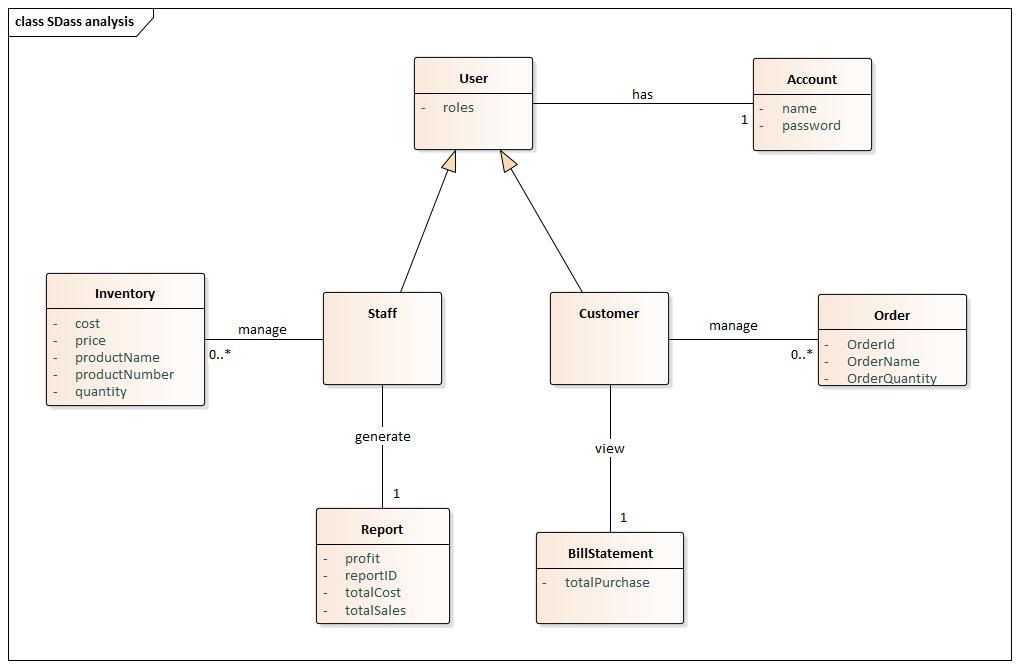 class SDass analysis
User
- roles
has
1
Account
- name
- password
Inventory
- cost
- price
- productName
- productNumber
- quantity
manage
0..*
Staff
Customer
manage
0..*
Order
- OrderId
- OrderName
- OrderQuantity
generate
1
view
1
Report
- profit
- reportID
- totalCost
- totalSales
BillStatement
- totalPurchase